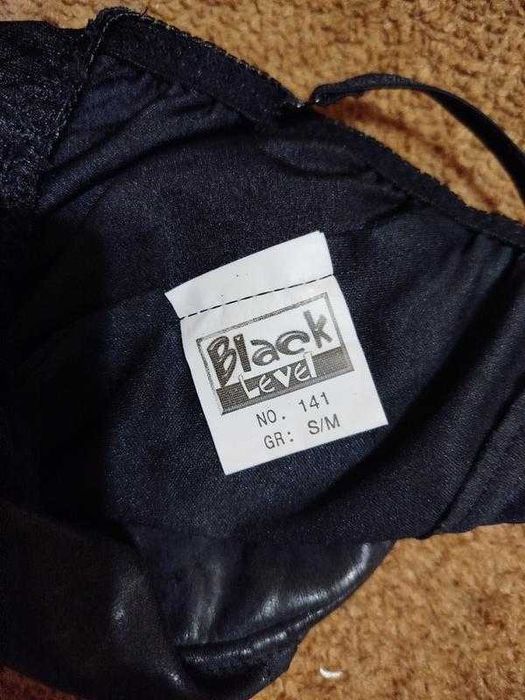 Black
Level
NO. 141
GR: S/M